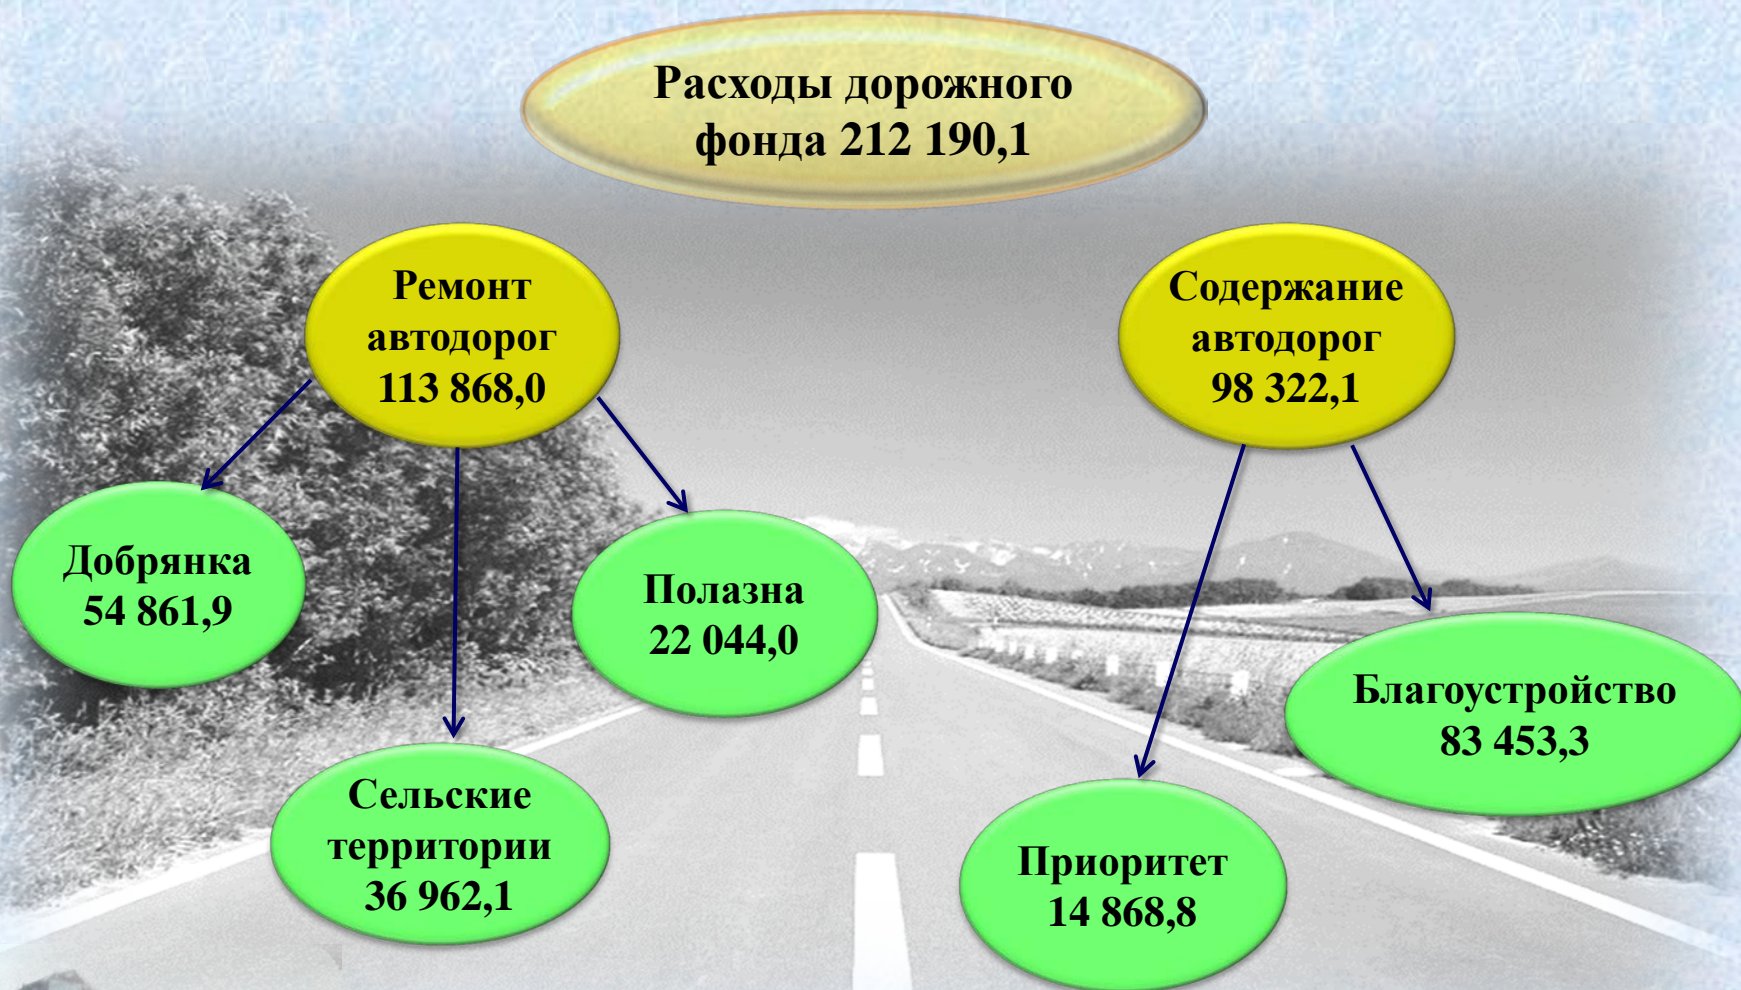 Расходы дорожного
фонда 212 190,1
Ремонт
автодорог
113 868,0
Содержание
автодорог
98 322,1
Добрянка
54 861,9
Полазна
22 044,0
Сельские
территории
36 962,1
Благоустройство
83 453,3
Приоритет
14 868,8